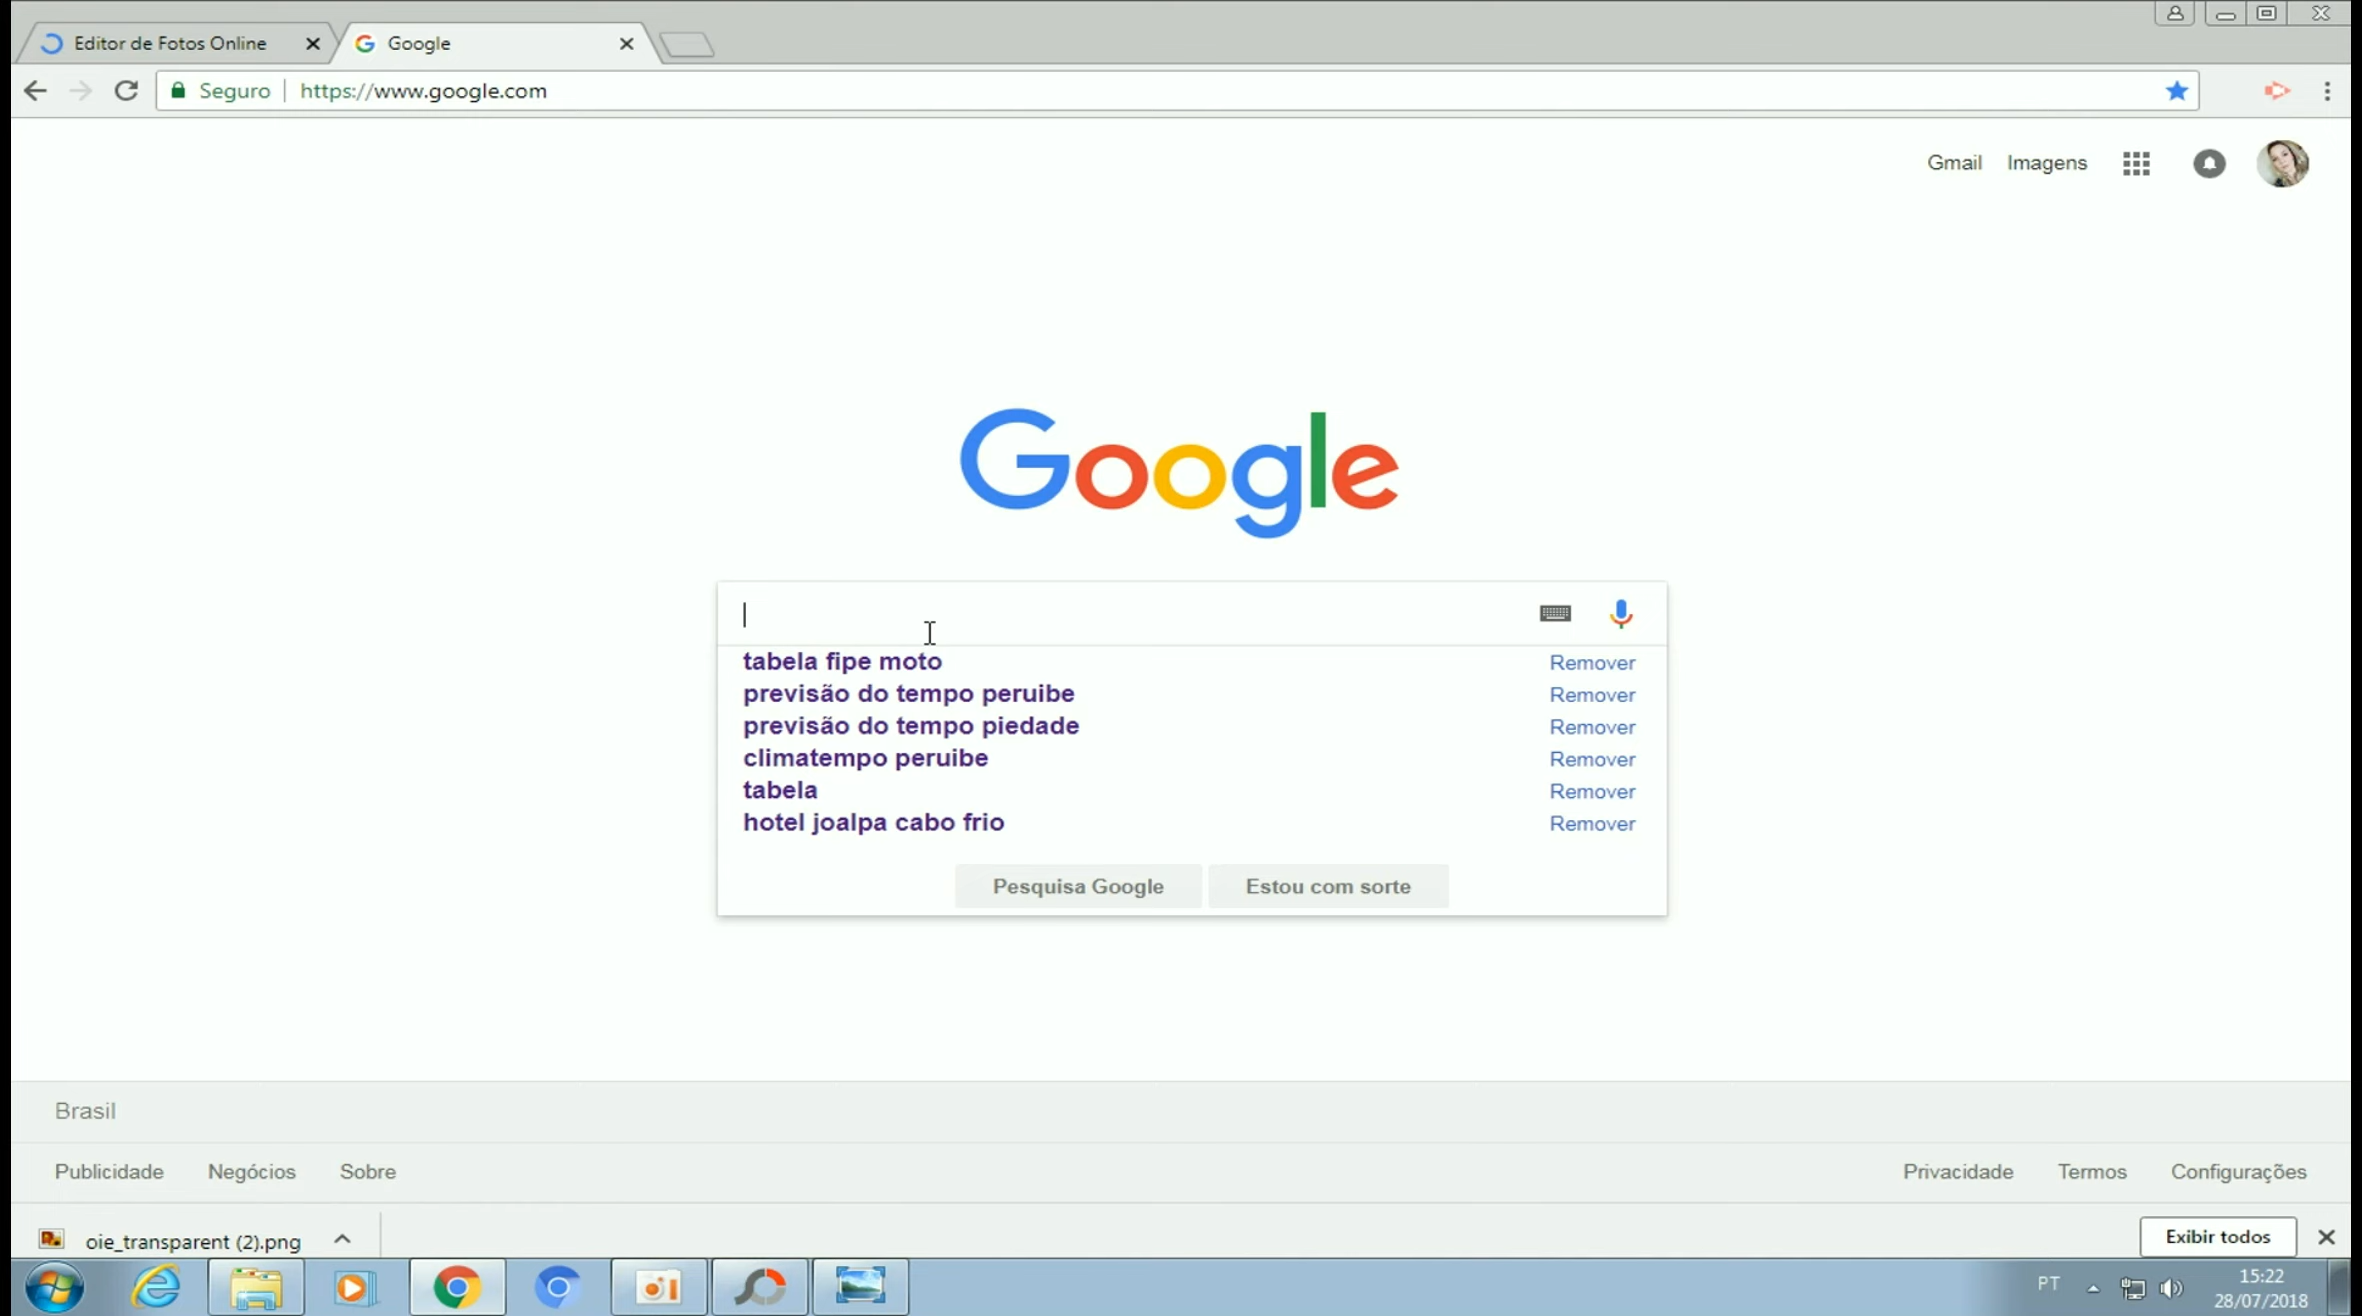 Editor de Fotos Online
Google
Seguro
https://www.google.com
Gmail
Imagens
Google
tabela fipe moto
Remover
previsão do tempo peruibe
Remover
previsão do tempo piedade
Remover
climatempo peruibe
Remover
tabela
Remover
hotel joalpa cabo frio
Remover
Pesquisa Google
Estou com sorte
Brasil
Publicidade
Negócios
Sobre
Privacidade
Termos
Configurações
oie_transparent (2).png
Exibir todos
PT
15:22
28/07/2018